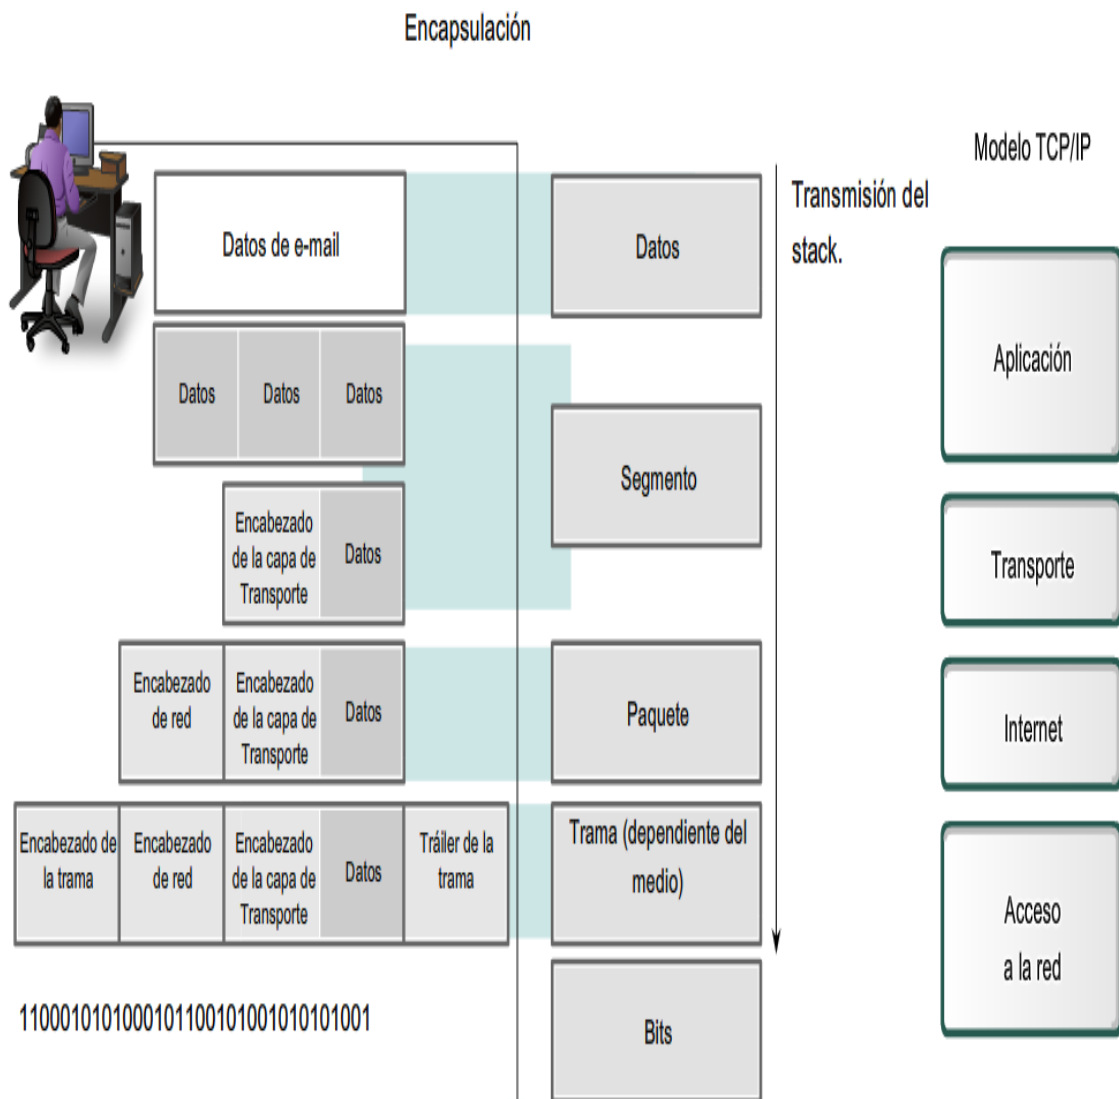 Encapsulación
Modelo TCP/IP
Transmisión del
stack.
Datos de e-mail
Datos
Aplicación
Datos
Datos
Datos
Segmento
Encabezado
de la capa de
Transporte
Datos
Transporte
Encabezado
de red
Encabezado
de la capa de
Transporte
Datos
Paquete
Internet
Encabezado de
la trama
Encabezado
de red
Encabezado
de la capa de
Transporte
Datos
Tráiler de la
trama
Trama (dependiente del
medio)
Acceso
a la red
1100010101000101100101001010101001
Bits